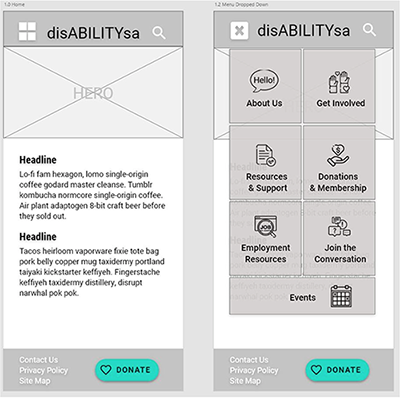 1.0 Home
disABILITYsa
HERO
Headline
Lo-fi fam hexagon, lomo single-origin
coffee godard master cleanse. Tumblr
kombucha normcore single-origin coffee.
Air plant adaptogen 8-bit craft beer before
they sold out.
Headline
Tacos heirloom vaporware fixie tote bag
pork belly copper mug taxidermy portland
taiyaki kickstarter keffiyeh. Fingerstache
keffiyeh taxidermy distillery, disrupt
narwhal pok pok.
Contact Us
Privacy Policy
Site Map
DONATE
1.2 Menu Dropped Down
disABILITYsa
Hello!
About Us
Get Involved
Resources
& Support
Donations
& Membership
JOB
Employment
Resources
Join the
Conversation
Events
Contact Us
Privacy Policy
Site Map
DONATE